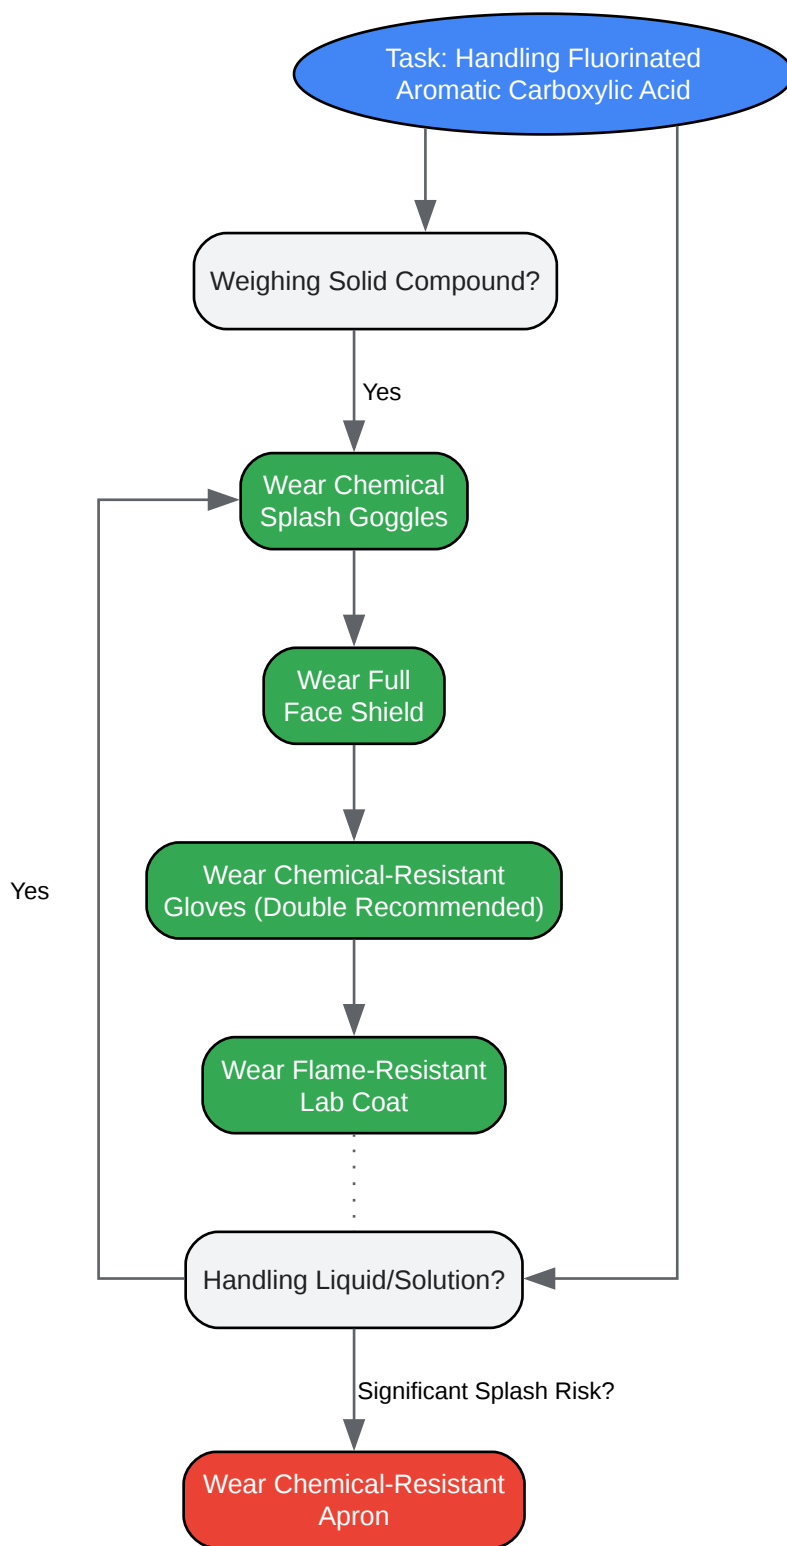 Task: Handling Fluorinated
Aromatic Carboxylic Acid
Weighing Solid Compound?
Yes
Wear Chemical
Splash Goggles
Wear Full
Face Shield
Wear Chemical-Resistant
Gloves (Double Recommended)
Yes
Wear Flame-Resistant
Lab Coat
Handling Liquid/Solution?
Significant Splash Risk?
Wear Chemical-Resistant
Apron